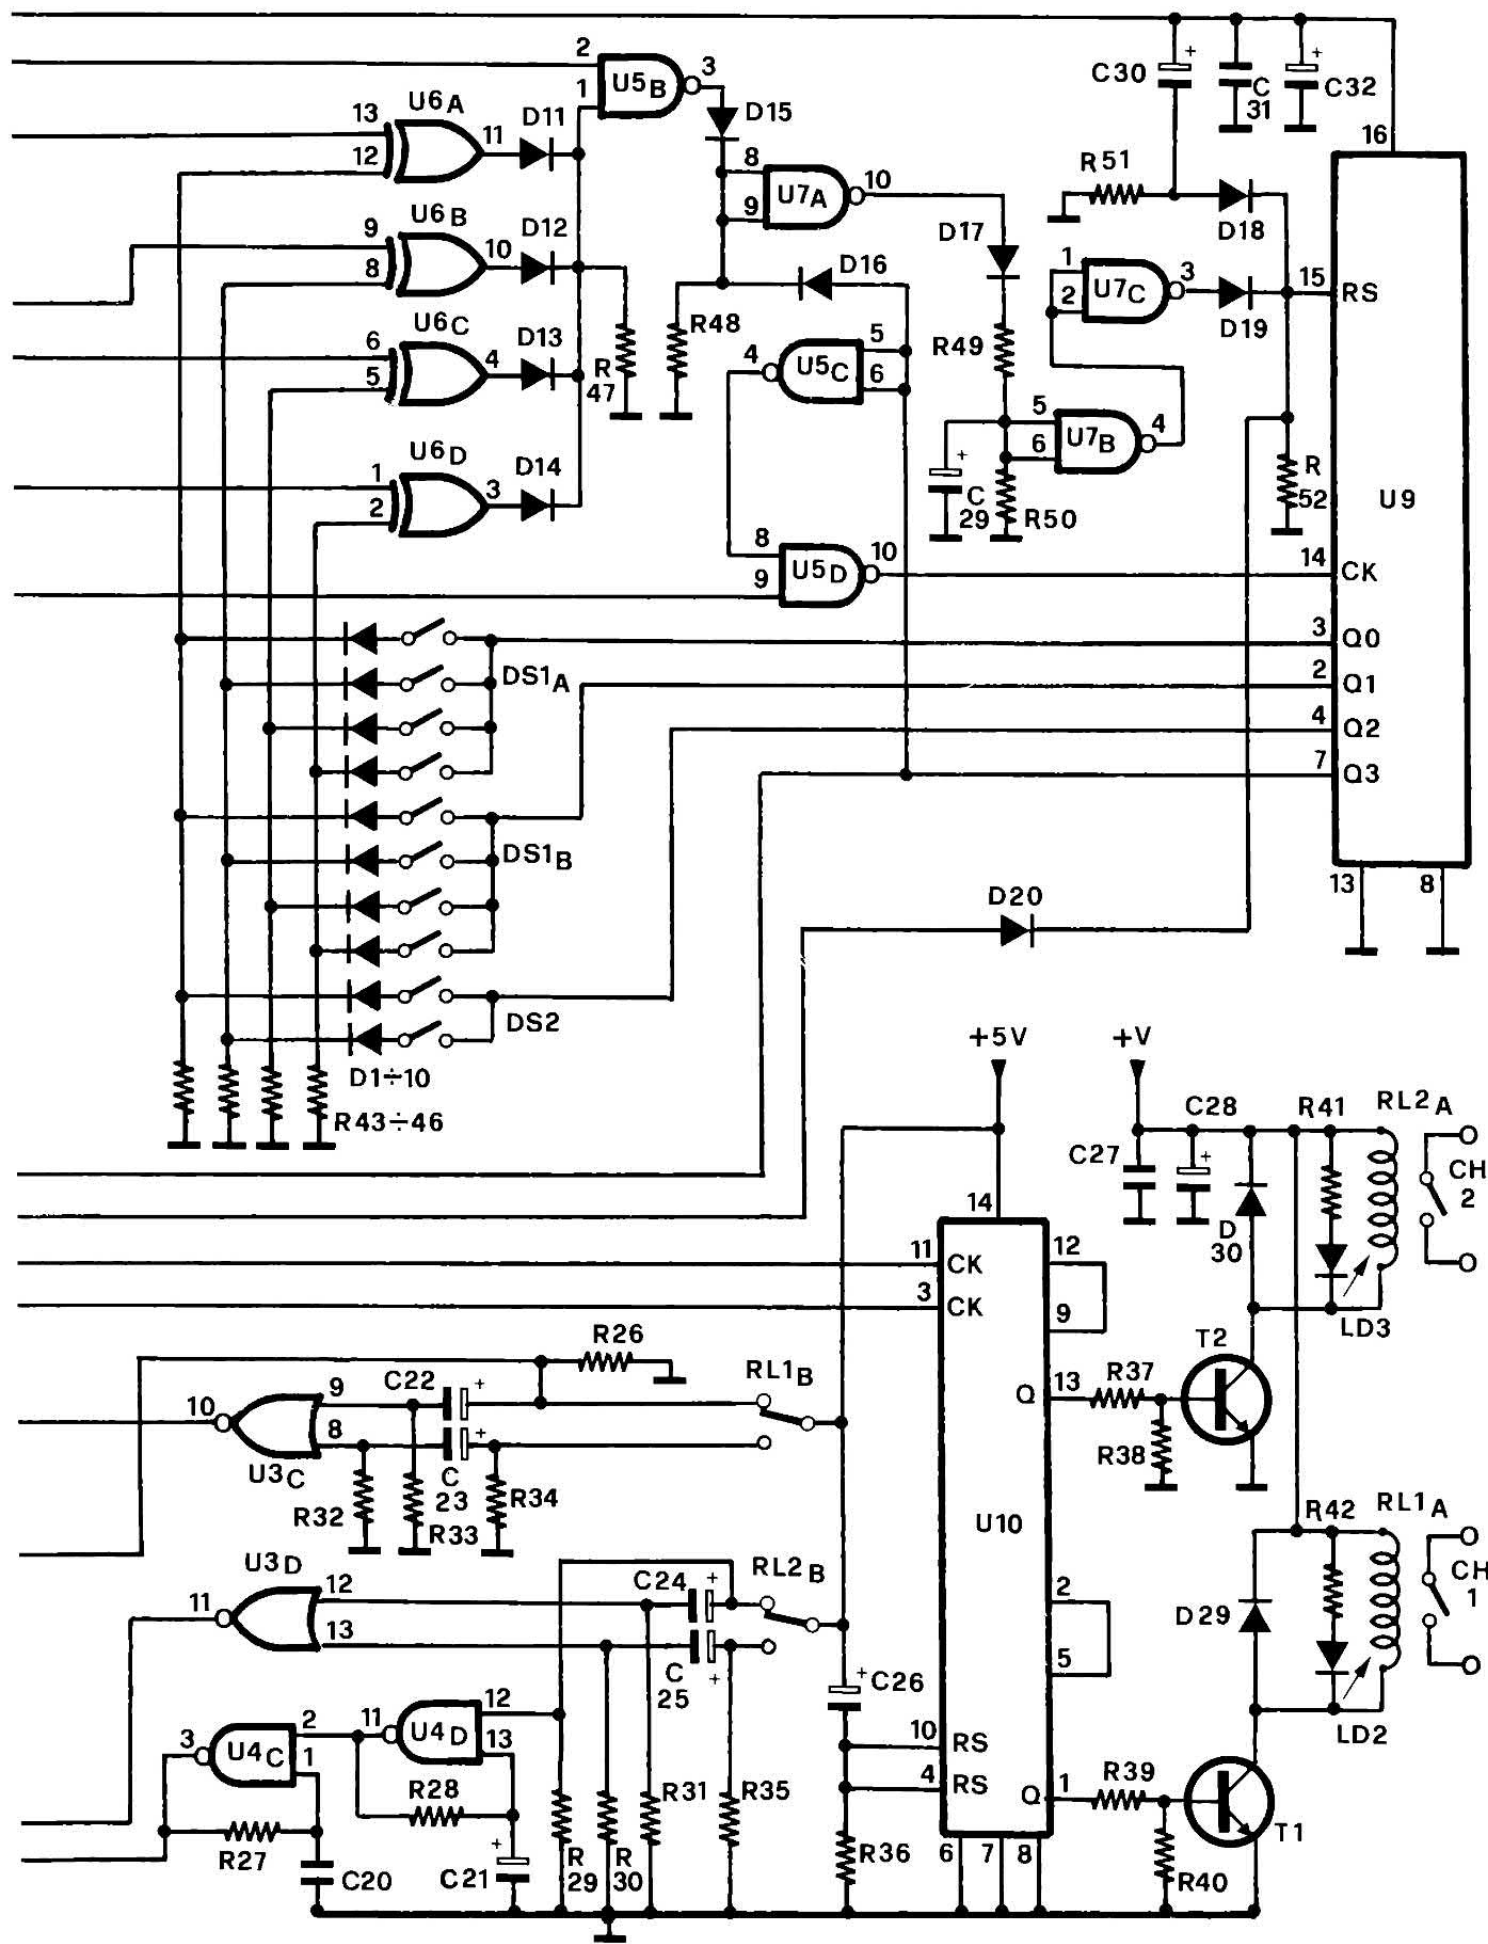 2
U5B
3
1
C30
+
C
31
+
C32
U6A
13
12
11
D11
D15
16
8
9
U7A
10
R51
D18
U6B
9
8
10
D12
D17
D16
1
2
U7C
3
D19
15
RS
U6C
6
5
4
D13
R
47
R48
4
U5C
5
6
R49
5
6
U7B
4
+
C
29
R50
R
52
U9
U6D
1
2
3
D14
8
9
U5D
10
14
CK
3
Q0
DS1A
2
Q1
4
Q2
7
Q3
DS1B
13
8
D20
DS2
D1÷10
R43÷46
+5V
+V
C28
R41
RL2A
C27
+
CH
2
14
D
30
11
CK
12
3
CK
9
LD3
R26
T2
RL1B
C22
+
10
9
8
+
Q
13
R37
R38
U3C
C
23
R34
R32
R33
U10
R42
RL1A
U3D
RL2B
12
C24
+
11
13
CH
1
2
D29
5
C
25
+
+
C26
3
U4C
2
1
11
U4D
12
13
10
RS
LD2
R28
R31
R35
4
RS
Q
1
R39
T1
R27
+
C20
C21
R
29
R
30
R36
6
7
8
R40